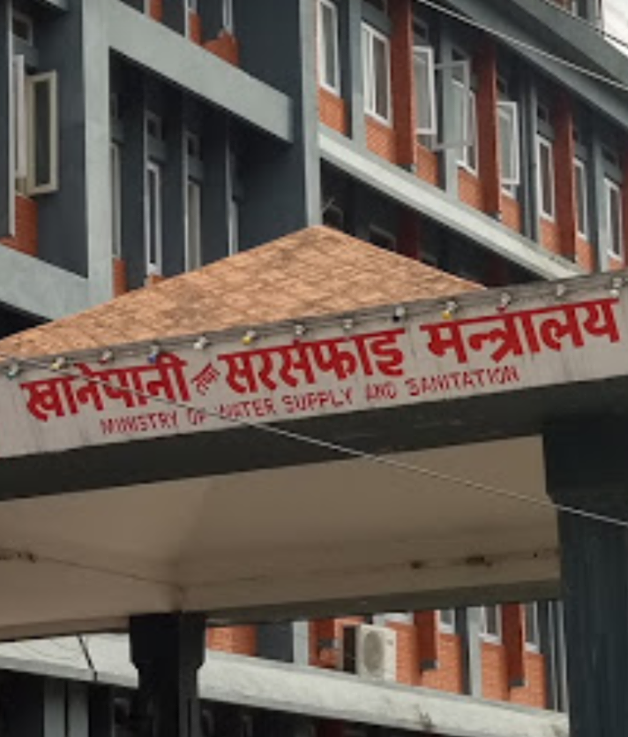 खानेपानी तथा सरसफाइ मन्त्रालय
MINISTRY OF WATER SUPPLY AND SANITATION